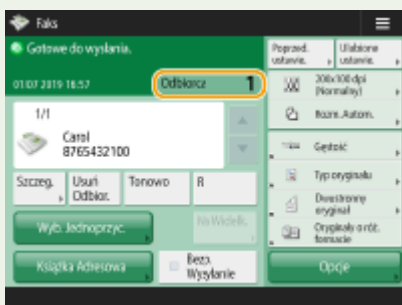 Faks
Gotowe do wysłania.
01/07 2019 16:57
Odbiorcz 1
1/1
Carol
8765432100
Szczeg.
Usuń
Odbior.
Tonowo
R
Wyb. Jednoprzyc.
Na Widełk.
Książka Adresowa
Bezp.
Wysyłanie
Poprzed.
ustawie.
Ulubione
ustawie.
200x100 dpi
(Normalny)
Rozm. Autom.
Gęstość
Typ oryginału
Dwustronny
oryginał
Oryginały o róż.
formacie
Opcje